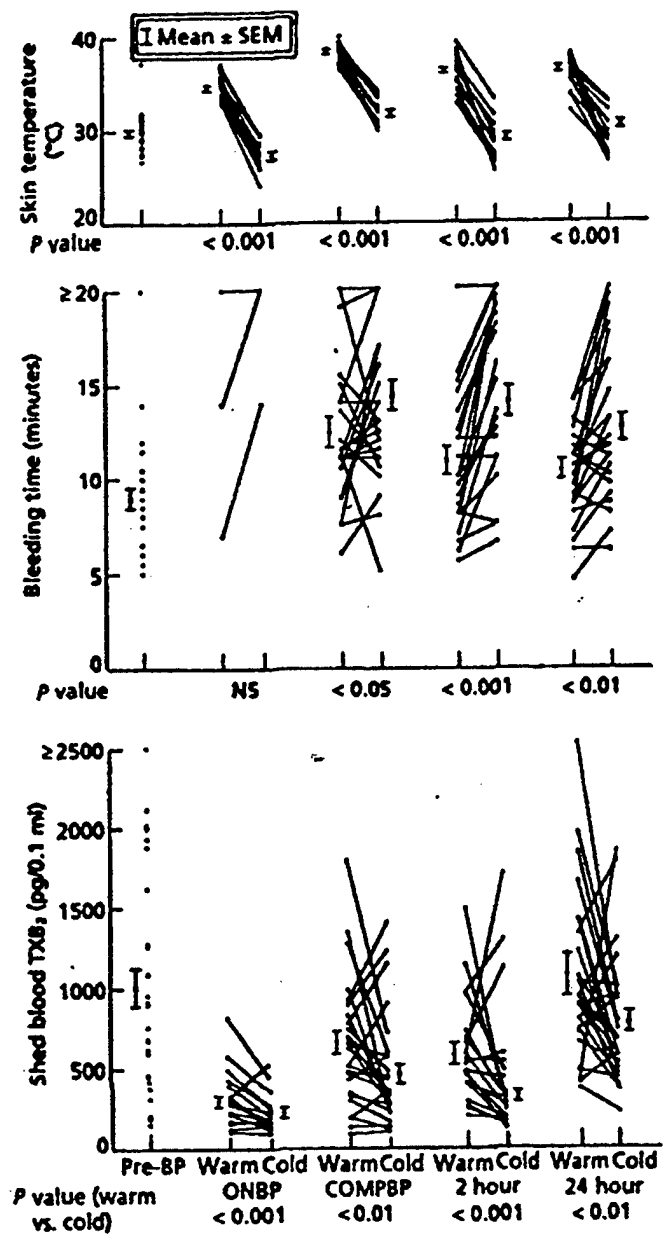 I Mean ± SEM
Skin temperature
(°C)
40
30
20
P value < 0.001 < 0.001 < 0.001 < 0.001
Bleeding time (minutes)
≥ 20
15
10
5
0
P value NS < 0.05 < 0.001 < 0.01
Shed blood TXB₂ (pg/0.1 ml)
≥2500
2000
1500
1000
500
0
Pre-BP Warm Cold Warm Cold Warm Cold Warm Cold
ONBP COMPBP 2 hour 24 hour
P value (warm
vs. cold) < 0.001 < 0.01 < 0.001 < 0.01